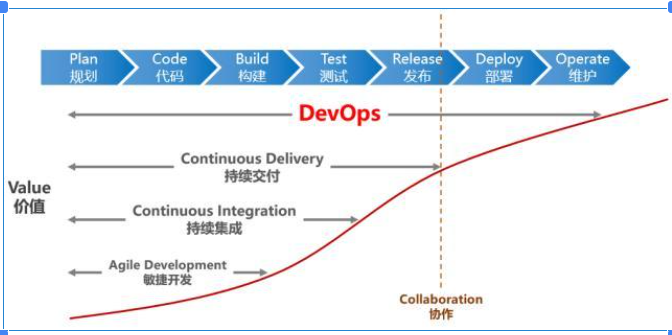 Plan
规划
Code
代码
Build
构建
Test
测试
Release
发布
Deploy
部署
Operate
维护
DevOps
Continuous Delivery
持续交付
Value
价值
Continuous Integration
持续集成
Agile Development
敏捷开发
Collaboration
协作